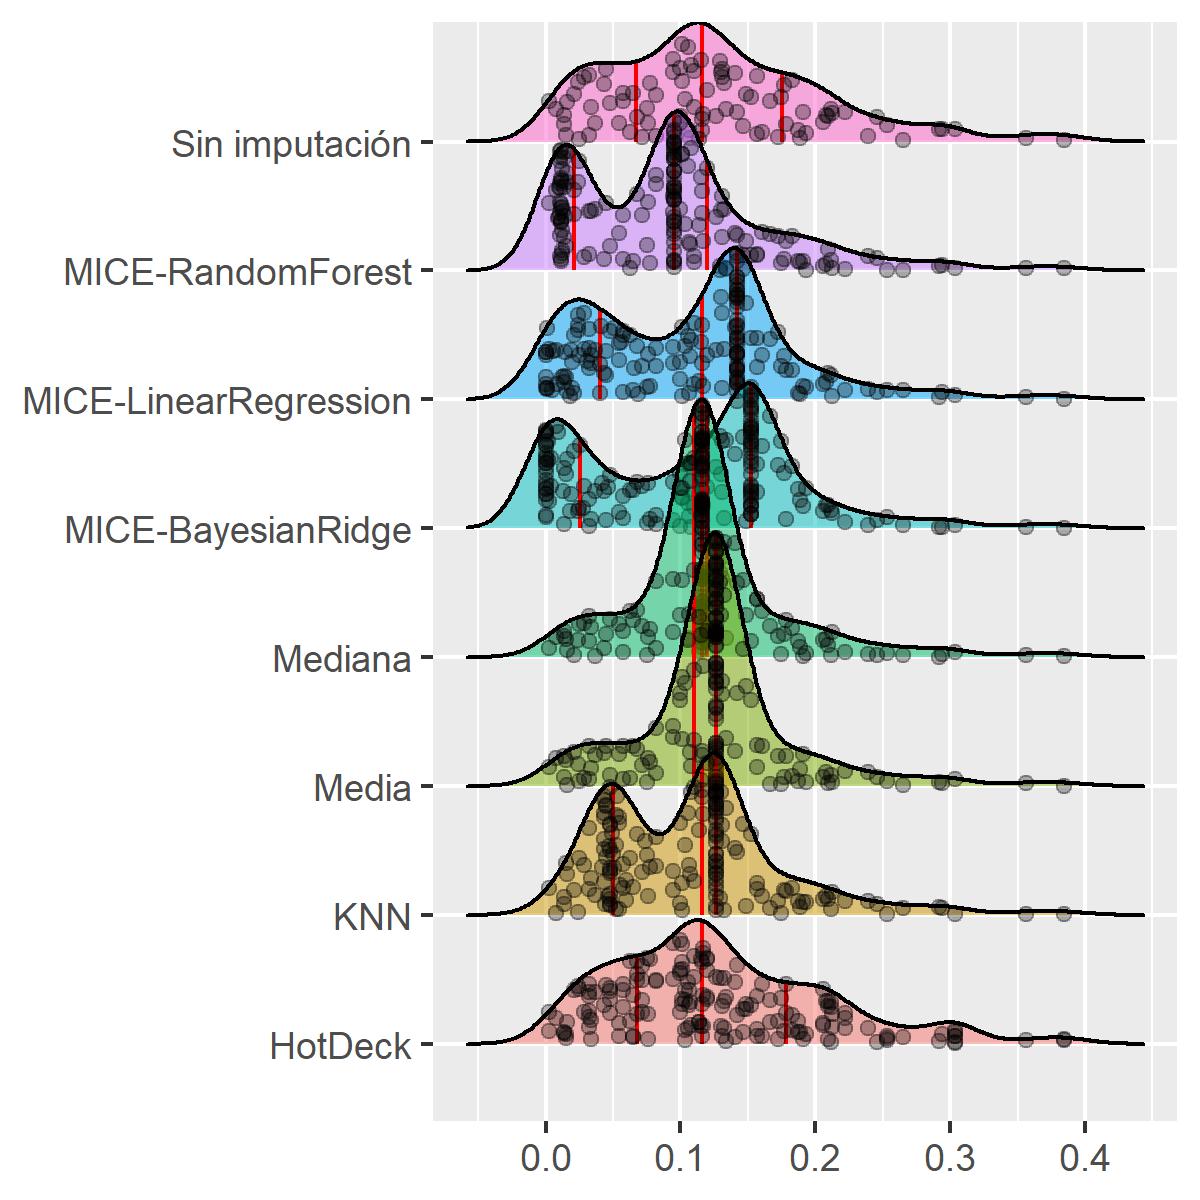 Sin imputación
MICE-RandomForest
MICE-LinearRegression
MICE-BayesianRidge
Mediana
Media
KNN
HotDeck
0.0 0.1 0.2 0.3 0.4